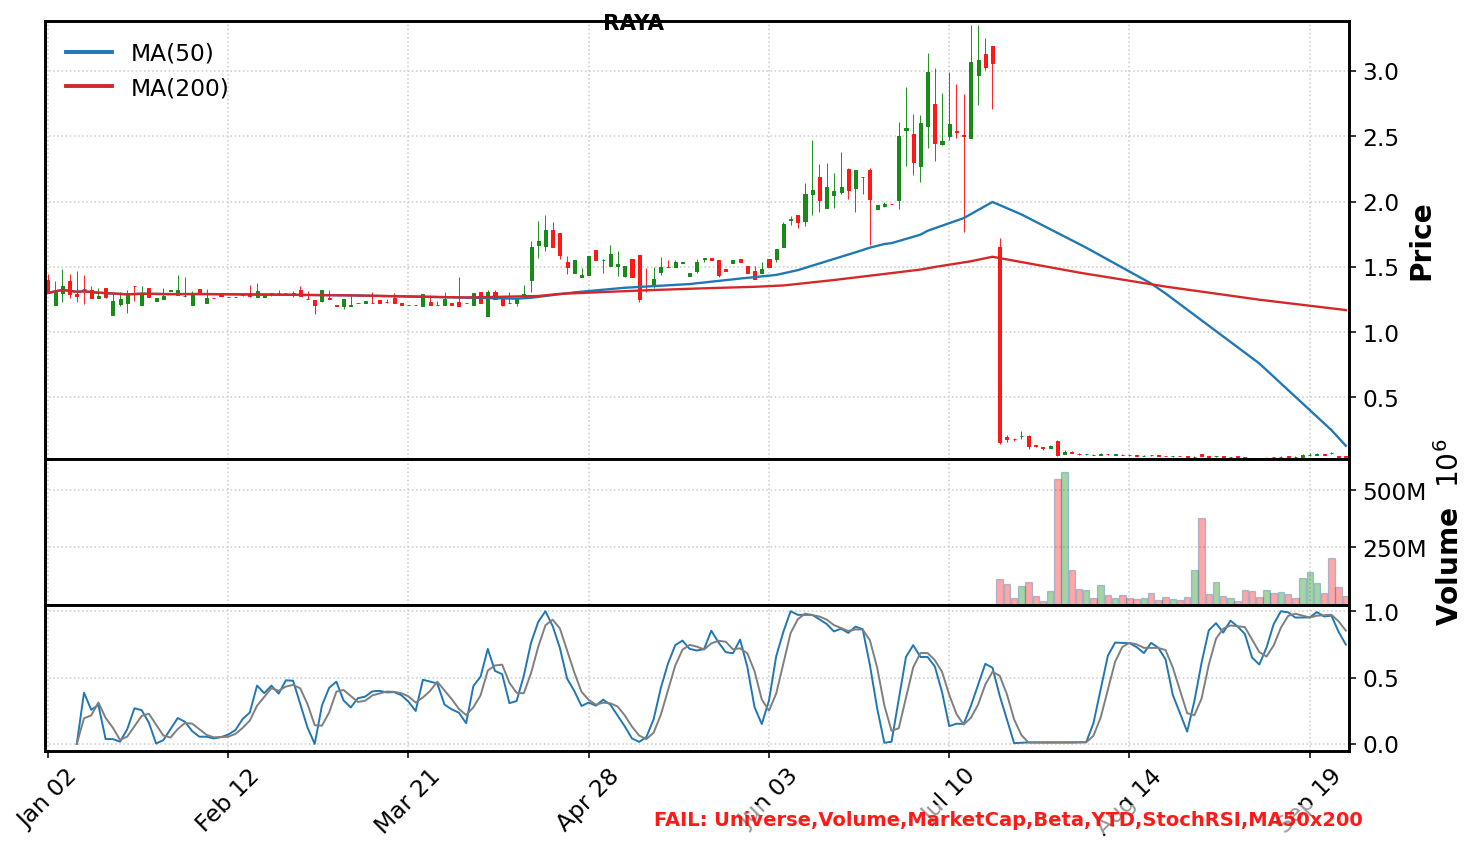 RAYA
MA(50)
MA(200)
3.0
2.5
2.0
1.5
1.0
0.5
Price
500M
250M
Volume 10^6
1.0
0.5
0.0
Jan 02
Feb 12
Mar 21
Apr 28
Jun 03
Jul 10
Aug 14
Sep 19
FAIL: Universe,Volume,MarketCap,Beta,YTD,StochRSI,MA50x200